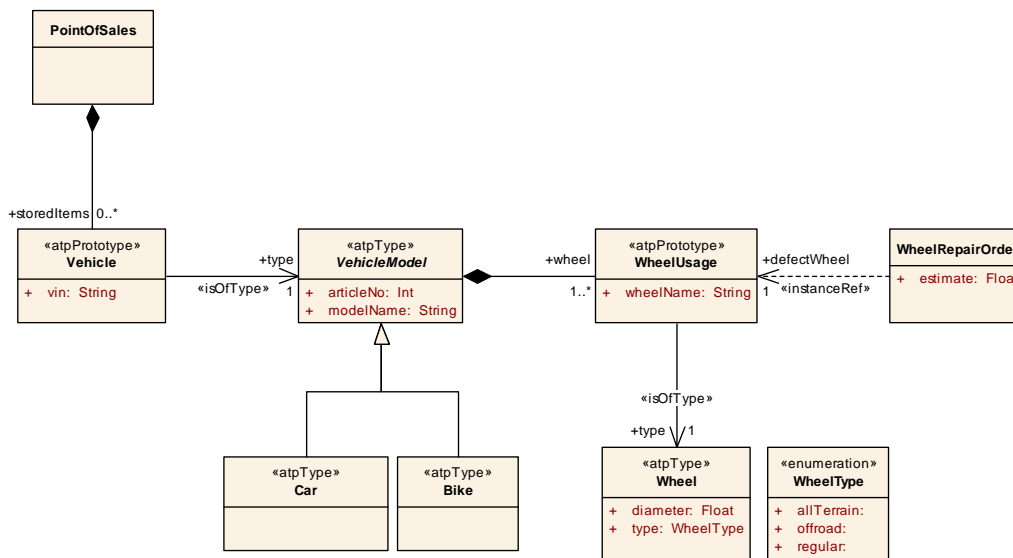 PointOfSales
+storedItems 0..*
«atpPrototype»
Vehicle
+ vin: String
+type
«isOfType»
1
«atpType»
VehicleModel
+ articleNo: Int
+ modelName: String
+wheel
1..*
«atpPrototype»
WheelUsage
+ wheelName: String
+defectWheel
1 «instanceRef»
WheelRepairOrde
+ estimate: Floa
«isOfType»
+type 1
«atpType»
Car
«atpType»
Bike
«atpType»
Wheel
+ diameter: Float
+ type: WheelType
«enumeration»
WheelType
+ allTerrain:
+ offroad:
+ regular: